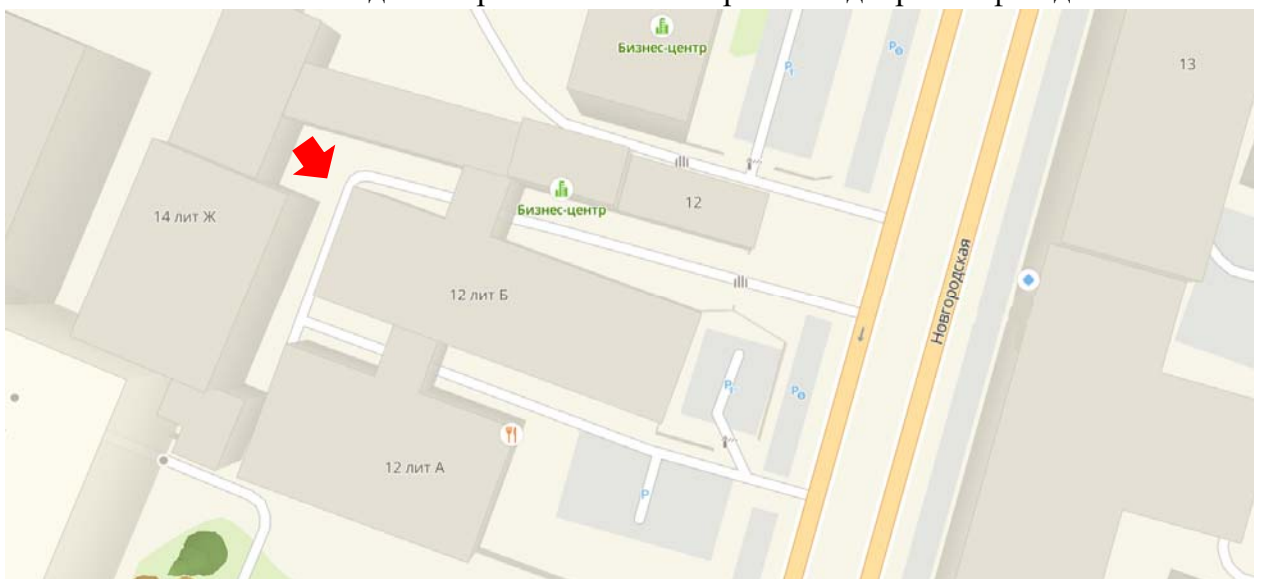 Бизнес-центр
P
P
13
14 лит Ж
Бизнес-центр
12
12 лит Б
Новгородская
P
P
12 лит А
P